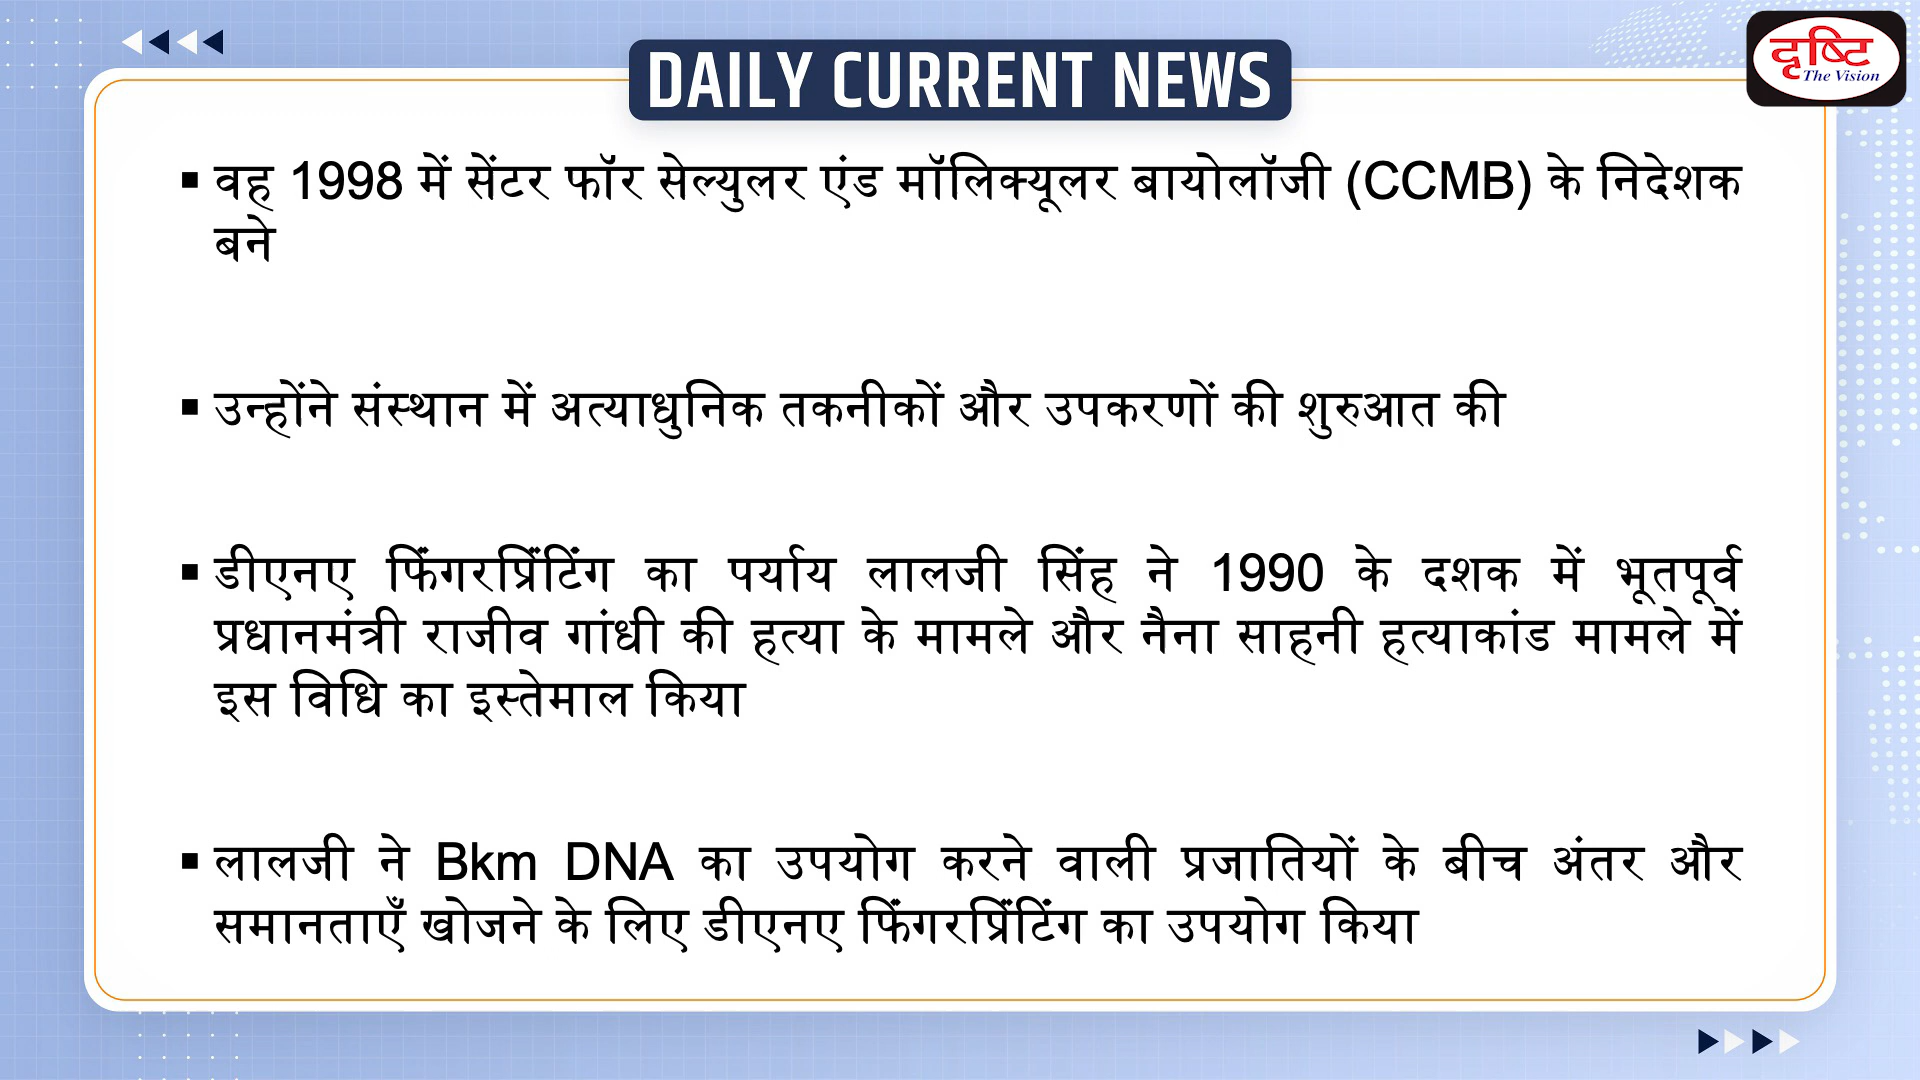 DAILY CURRENT NEWS
दृष्टि
The Vision
▪ वह 1998 में सेंटर फॉर सेल्युलर एंड मॉलिक्यूलर बायोलॉजी (CCMB) के निदेशक
बने
▪ उन्होंने संस्थान में अत्याधुनिक तकनीकों और उपकरणों की शुरुआत की
▪ डीएनए फिंगरप्रिंटिंग का पर्याय लालजी सिंह ने 1990 के दशक में भूतपूर्व
प्रधानमंत्री राजीव गांधी की हत्या के मामले और नैना साहनी हत्याकांड मामले में
इस विधि का इस्तेमाल किया
▪ लालजी ने Bkm DNA का उपयोग करने वाली प्रजातियों के बीच अंतर और
समानताएँ खोजने के लिए डीएनए फिंगरप्रिंटिंग का उपयोग किया